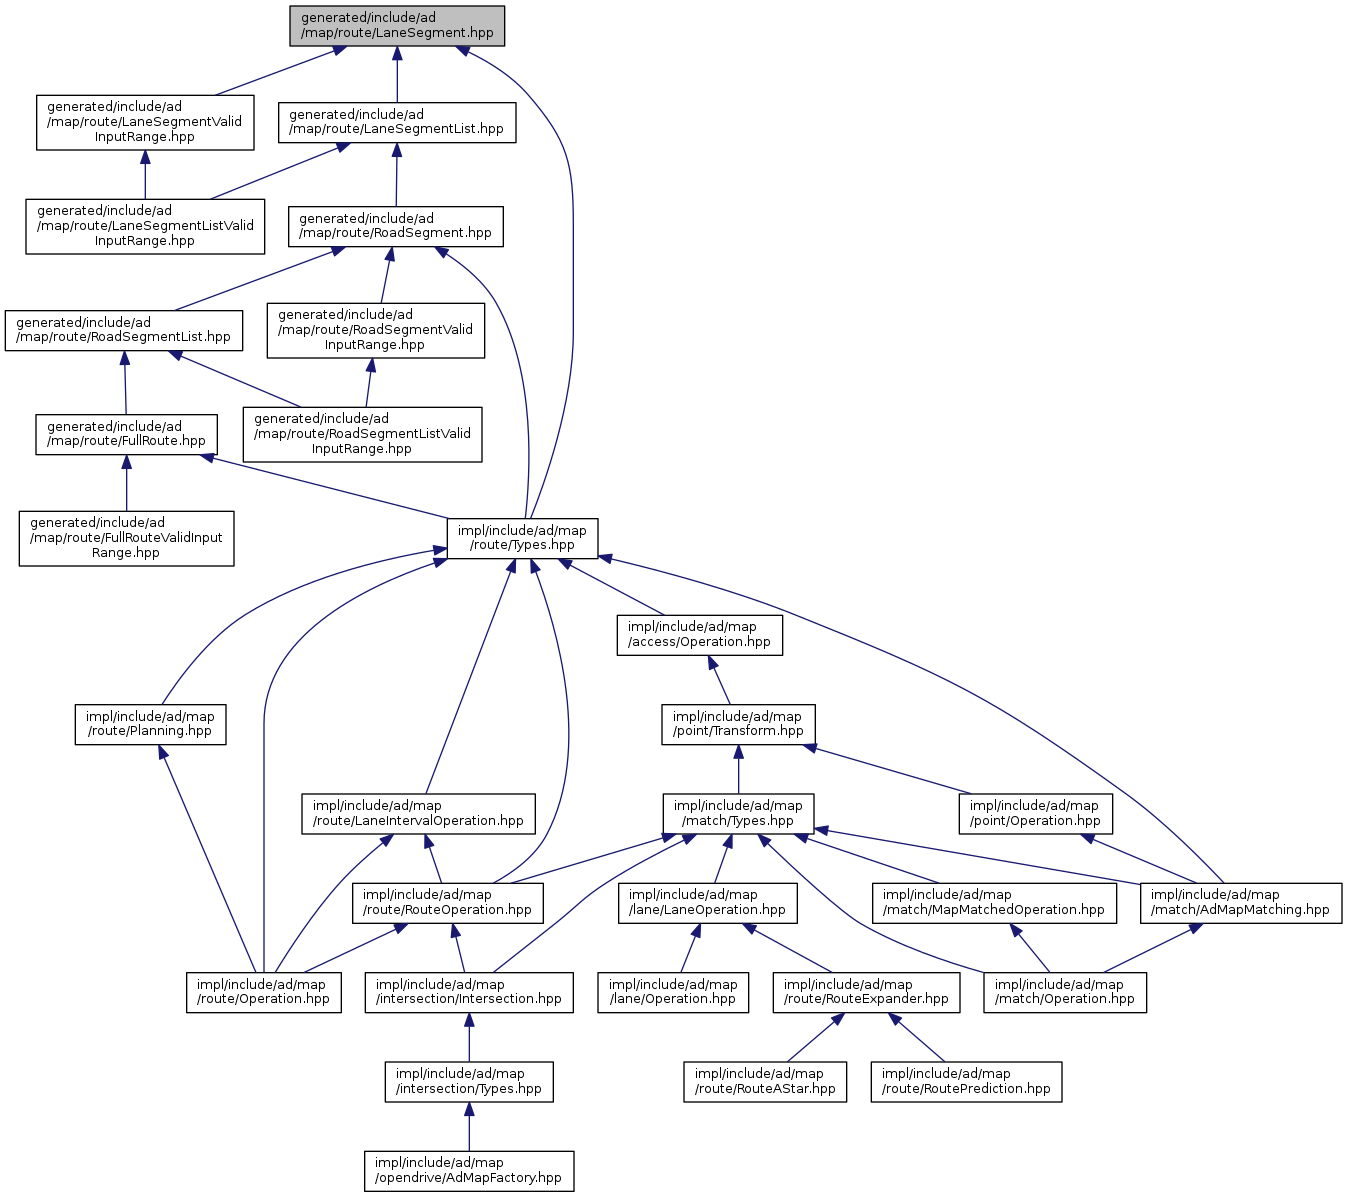 generated/include/ad
/map/route/LaneSegment.hpp
generated/include/ad
/map/route/LaneSegmentValid
InputRange.hpp
generated/include/ad
/map/route/LaneSegmentList.hpp
generated/include/ad
/map/route/LaneSegmentListValid
InputRange.hpp
generated/include/ad
/map/route/RoadSegment.hpp
generated/include/ad
/map/route/RoadSegmentList.hpp
generated/include/ad
/map/route/RoadSegmentValid
InputRange.hpp
generated/include/ad
/map/route/FullRoute.hpp
generated/include/ad
/map/route/RoadSegmentListValid
InputRange.hpp
generated/include/ad
/map/route/FullRouteValidInput
Range.hpp
impl/include/ad/map
/route/Types.hpp
impl/include/ad/map
/access/Operation.hpp
impl/include/ad/map
/route/Planning.hpp
impl/include/ad/map
/point/Transform.hpp
impl/include/ad/map
/route/LaneIntervalOperation.hpp
impl/include/ad/map
/match/Types.hpp
impl/include/ad/map
/point/Operation.hpp
impl/include/ad/map
/route/RouteOperation.hpp
impl/include/ad/map
/lane/LaneOperation.hpp
impl/include/ad/map
/match/MapMatchedOperation.hpp
impl/include/ad/map
/match/AdMapMatching.hpp
impl/include/ad/map
/route/Operation.hpp
impl/include/ad/map
/intersection/Intersection.hpp
impl/include/ad/map
/lane/Operation.hpp
impl/include/ad/map
/route/RouteExpander.hpp
impl/include/ad/map
/match/Operation.hpp
impl/include/ad/map
/intersection/Types.hpp
impl/include/ad/map
/route/RouteAStar.hpp
impl/include/ad/map
/route/RoutePrediction.hpp
impl/include/ad/map
/opendrive/AdMapFactory.hpp